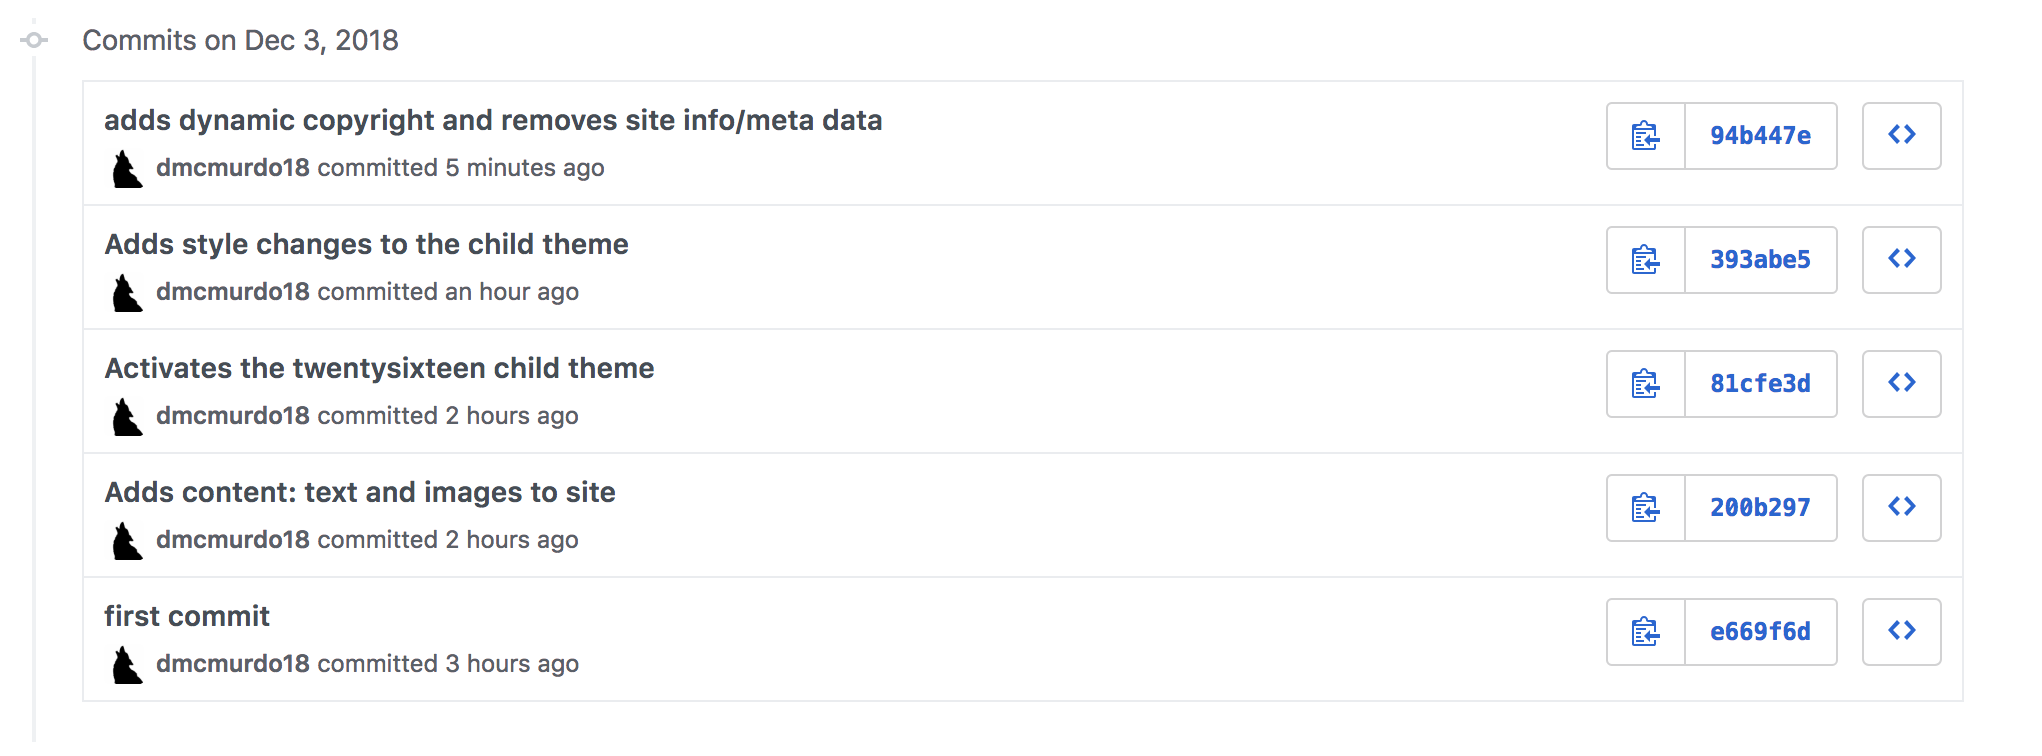 Commits on Dec 3, 2018
adds dynamic copyright and removes site info/meta data
94b447e
dmcmurdo18 committed 5 minutes ago
Adds style changes to the child theme
393abe5
dmcmurdo18 committed an hour ago
Activates the twentysixteen child theme
81cfe3d
dmcmurdo18 committed 2 hours ago
Adds content: text and images to site
200b297
dmcmurdo18 committed 2 hours ago
first commit
e669f6d
dmcmurdo18 committed 3 hours ago